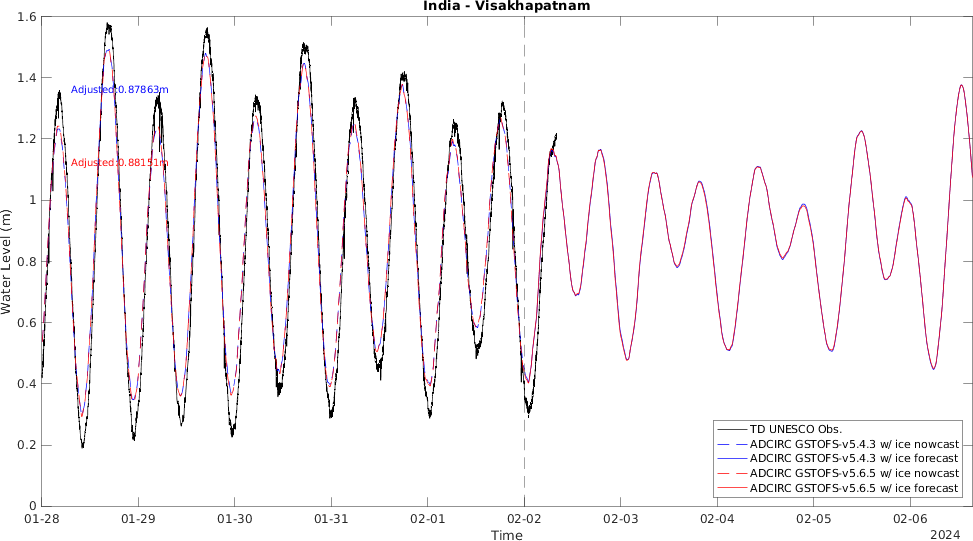 India - Visakhapatnam
1.6
1.4
1.2
1
0.8
0.6
0.4
0.2
0
Water Level (m)
Adjusted:0.87863m
Adjusted:0.88151m
TD UNESCO Obs.
ADCIRC GSTOFS-v5.4.3 w/ ice nowcast
ADCIRC GSTOFS-v5.4.3 w/ ice forecast
ADCIRC GSTOFS-v5.6.5 w/ ice nowcast
ADCIRC GSTOFS-v5.6.5 w/ ice forecast
01-28 01-29 01-30 01-31 02-01 02-02 02-03 02-04 02-05 02-06
Time
2024